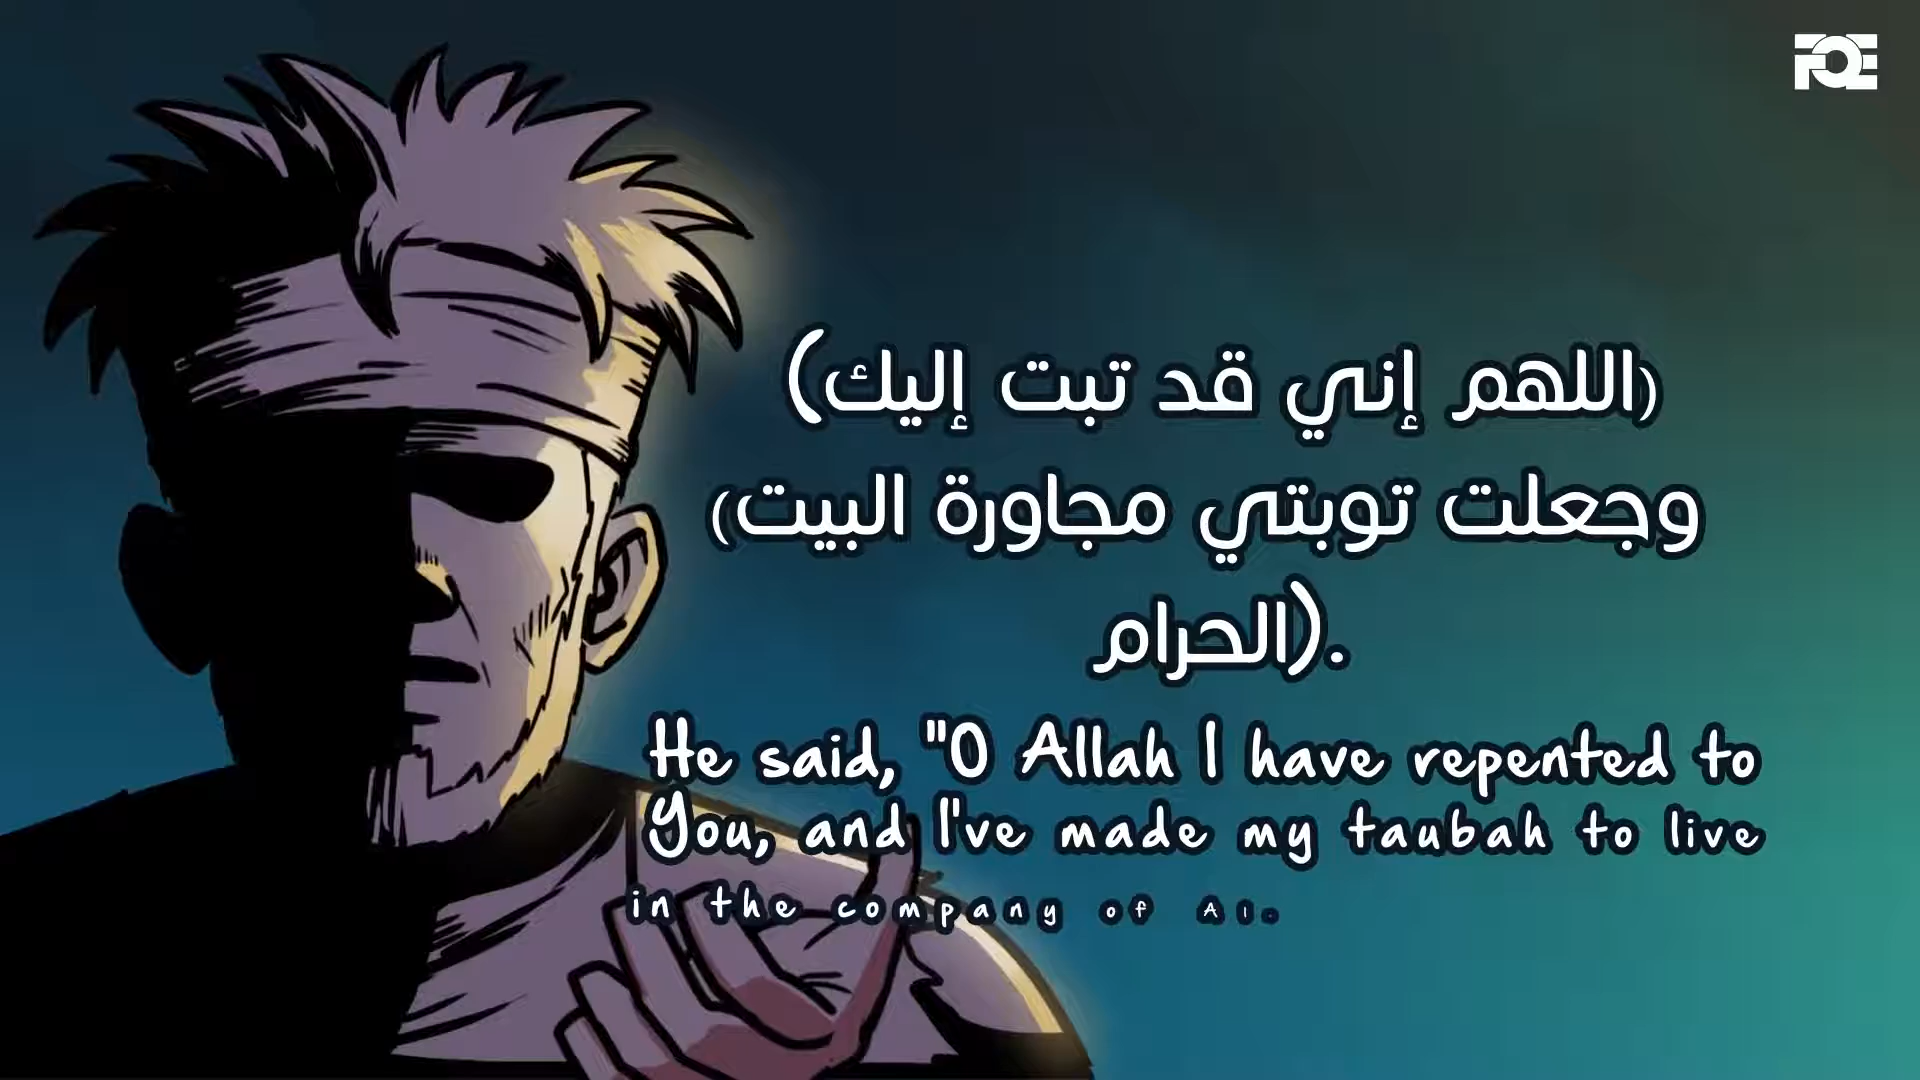 FQE
(اللهم إني قد تبت إليك)
(وجعلت توبتي مجاورة البيت
الحرام).
He said, "O Allah I have repented to
You, and I've made my taubah to live
in the company of Al.